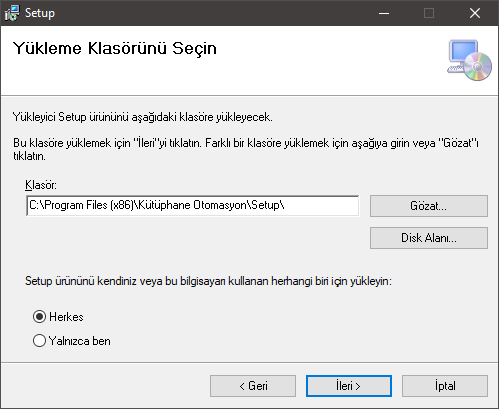 Setup
Yükleme Klasörünü Seçin
Yükleyici Setup ürününü aşağıdaki klasöre yükleyecek.
Bu klasöre yüklemek için "İleri"yi tıklatın. Farklı bir klasöre yüklemek için aşağıya girin veya "Gözat"ı
tıklatın.
Klasör:
C:\Program Files (x86)\Kütüphane Otomasyon\Setup\
Gözat...
Disk Alanı...
Setup ürününü kendiniz veya bu bilgisayarı kullanan herhangi biri için yükleyin:
Herkes
Yalnızca ben
< Geri
İleri >
İptal